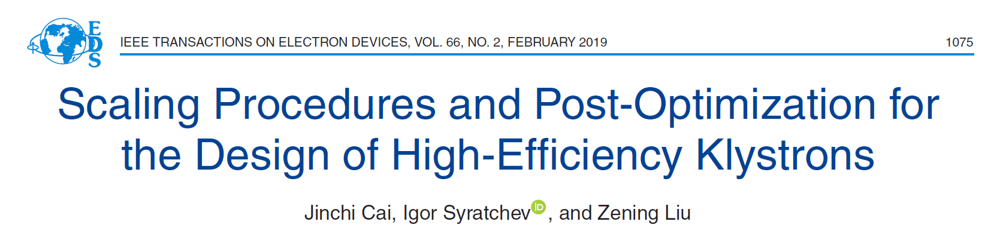 EDS
IEEE TRANSACTIONS ON ELECTRON DEVICES, VOL. 66, NO. 2, FEBRUARY 2019 1075
Scaling Procedures and Post-Optimization for
the Design of High-Efficiency Klystrons
Jinchi Cai, Igor Syratchev iD, and Zening Liu